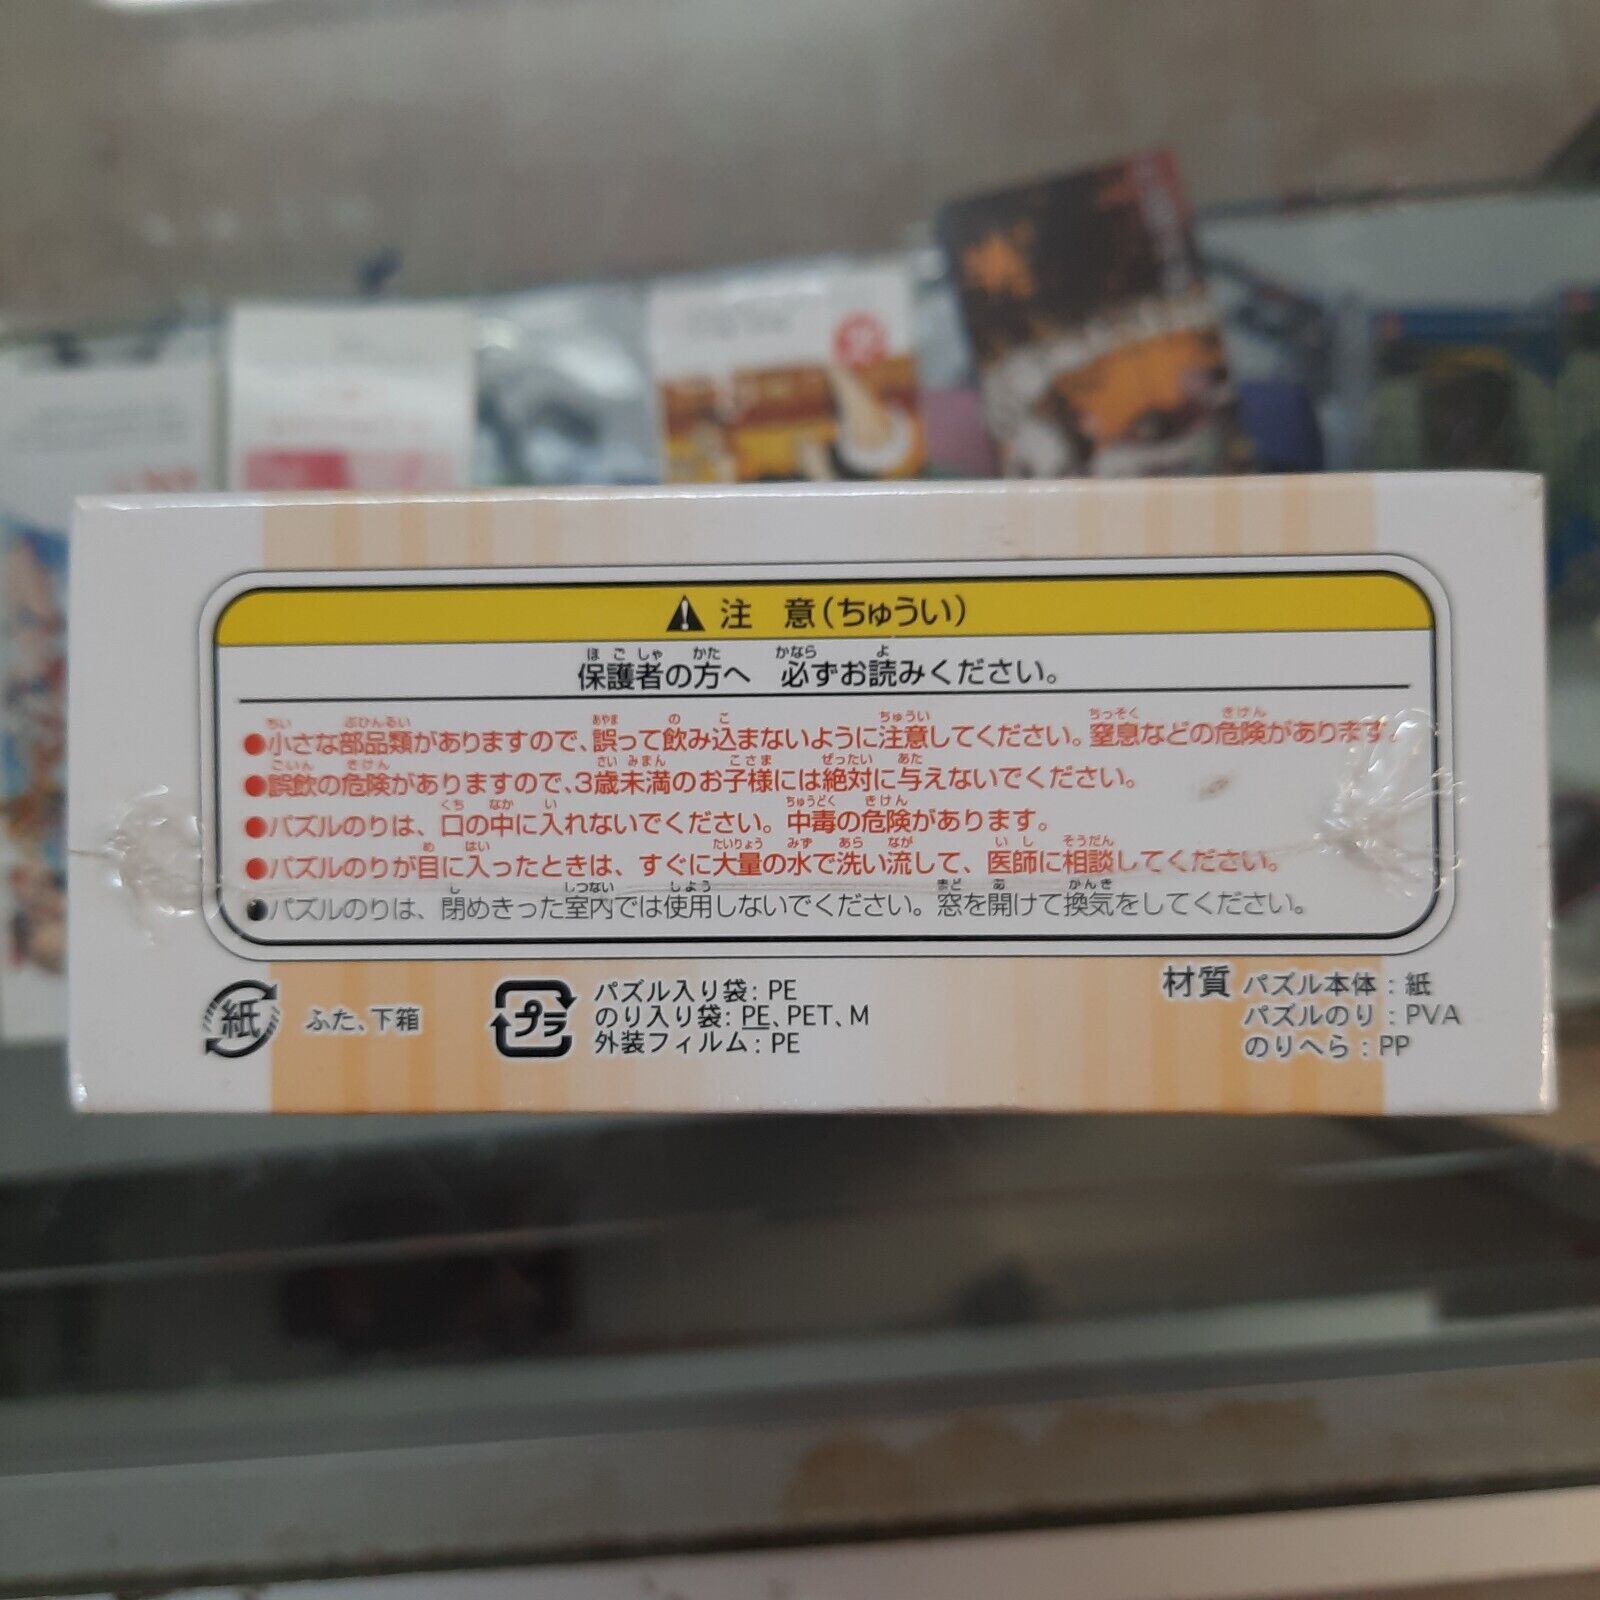 注 意(ちゅうい)
保護者の方へ 必ずお読みください。
●小さな部品類がありますので、誤って飲み込まないように注意してください。窒息などの危険があります。
●誤飲の危険がありますので、3歳未満のお子様には絶対に与えないでください。
●パズルのりは、口の中に入れないでください。中毒の危険があります。
●パズルのりが目に入ったときは、すぐに大量の水で洗い流して、医師に相談してください。
●パズルのりは、閉めきった室内では使用しないでください。窓を開けて換気をしてください。
紙 ふた、下箱
プラ パズル入り袋: PE
のり入り袋: PE、PET、M
外装フィルム: PE
材質 パズル本体 : 紙
パズルのり : PVA
のりへら : PP